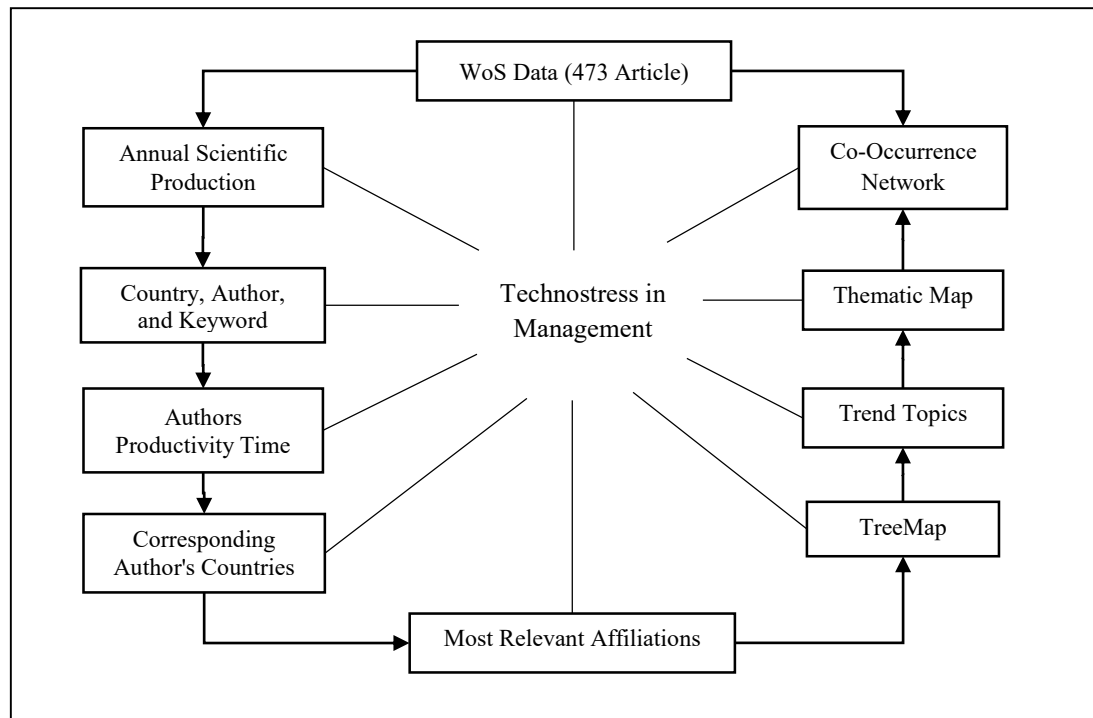 WoS Data (473 Article)
Annual Scientific
Production
Co-Occurrence
Network
Country, Author,
and Keyword
Technostress in
Management
Thematic Map
Authors
Productivity Time
Trend Topics
Corresponding
Author's Countries
TreeMap
Most Relevant Affiliations